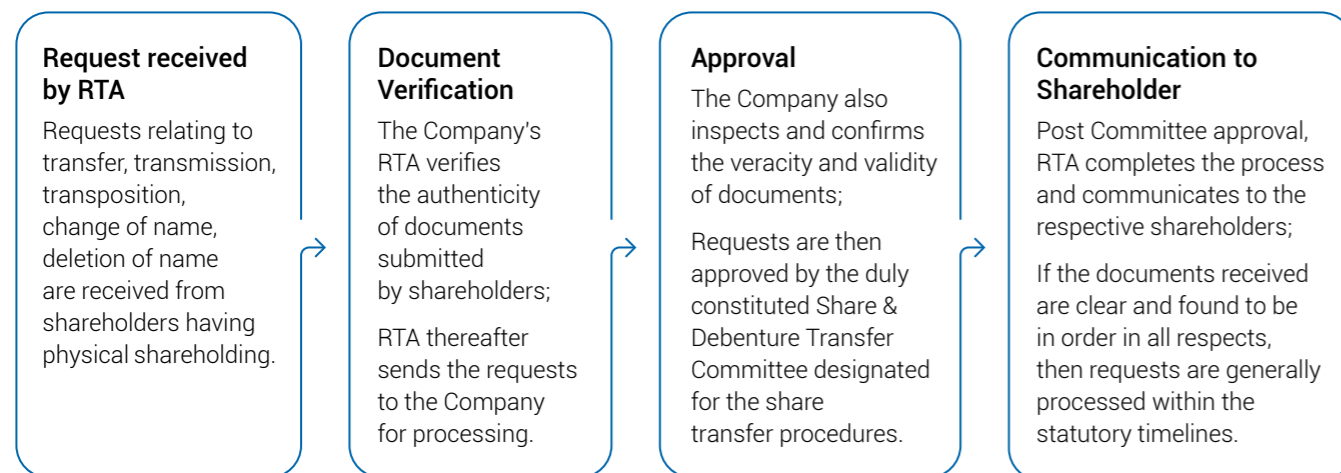 Request received
by RTA
Requests relating to
transfer, transmission,
transposition,
change of name,
deletion of name
are received from
shareholders having
physical shareholding.
Document
Verification
The Company's
RTA verifies
the authenticity
of documents
submitted
by shareholders;
RTA thereafter
sends the requests
to the Company
for processing.
Approval
The Company also
inspects and confirms
the veracity and validity
of documents;
Requests are then
approved by the duly
constituted Share &
Debenture Transfer
Committee designated
for the share
transfer procedures.
Communication to
Shareholder
Post Committee approval,
RTA completes the process
and communicates to the
respective shareholders;
If the documents received
are clear and found to be
in order in all respects,
then requests are generally
processed within the
statutory timelines.